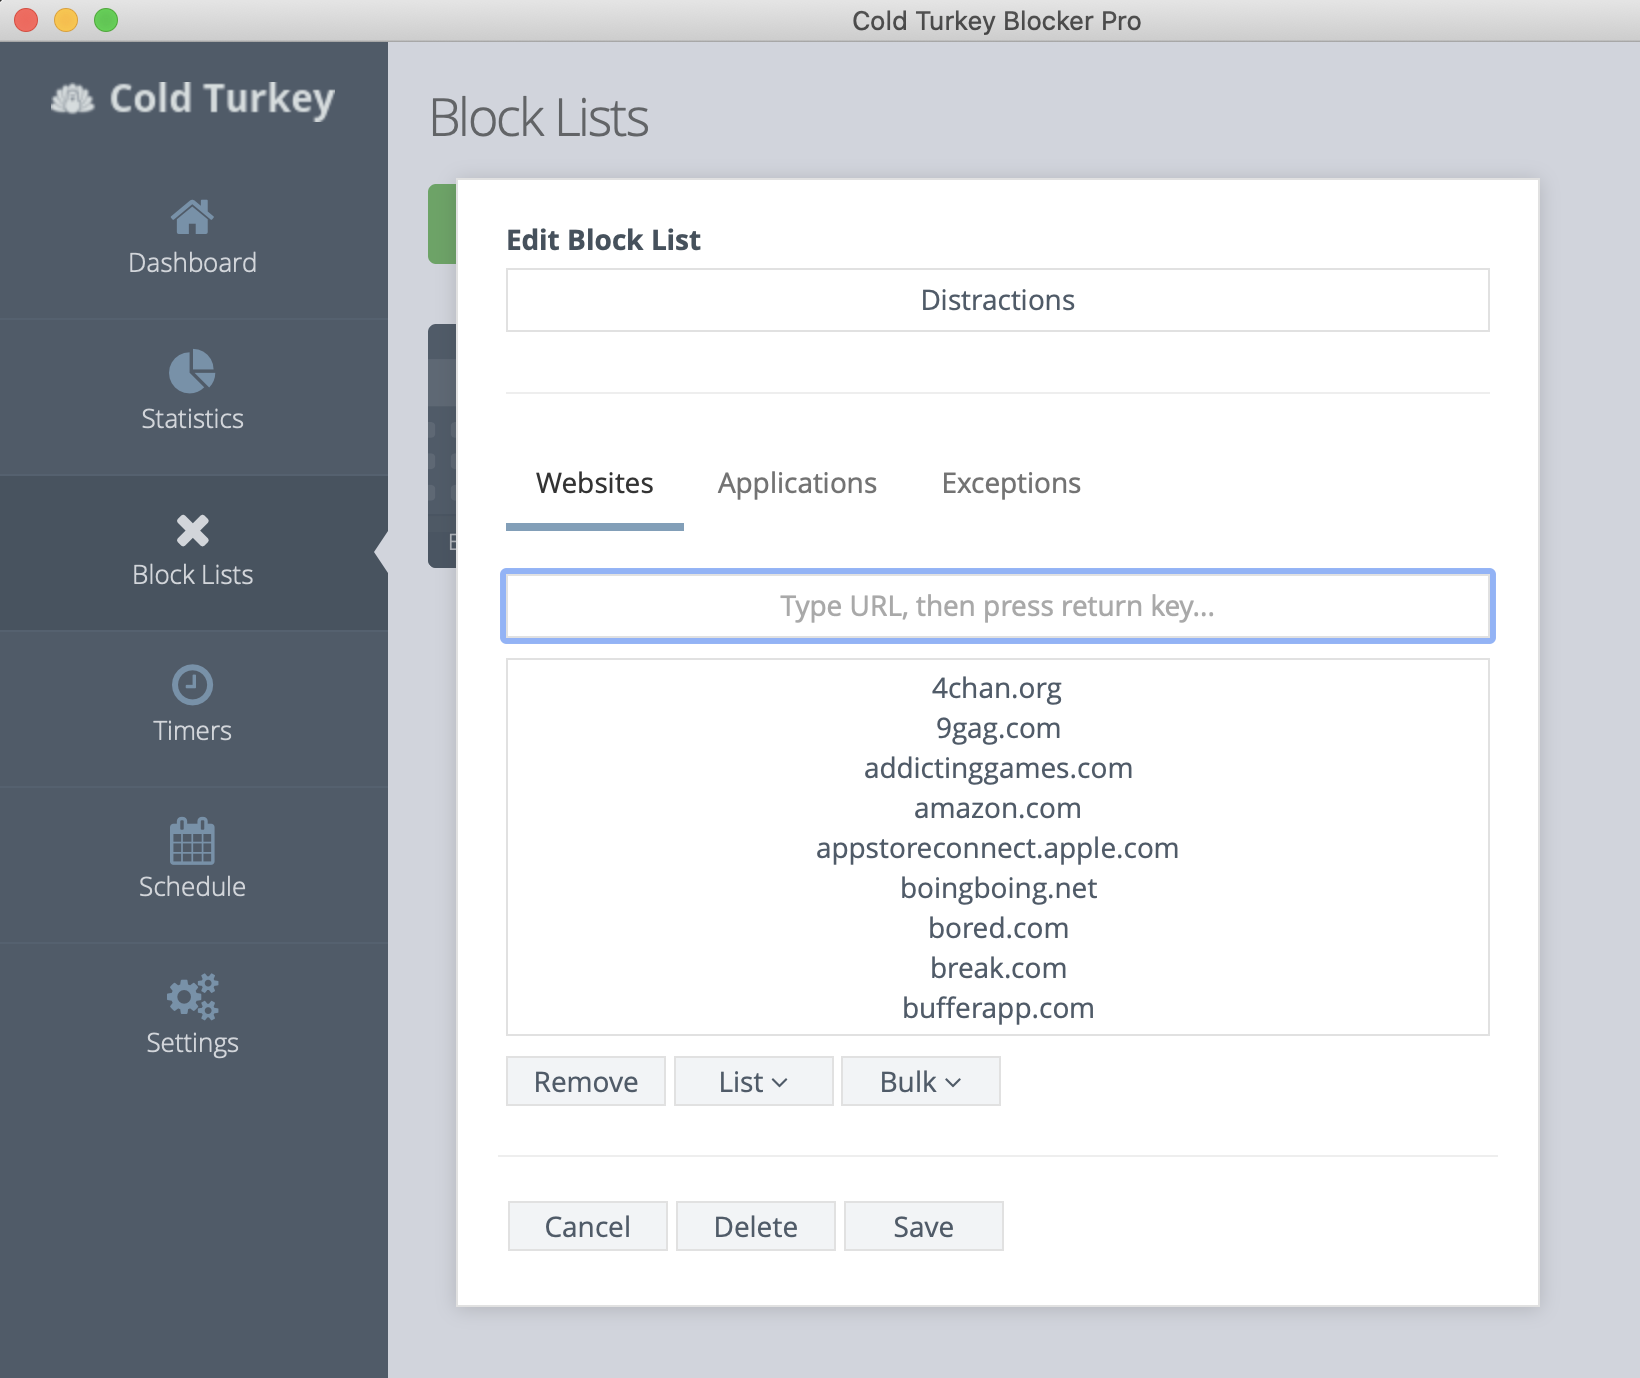 Cold Turkey Blocker Pro
Cold Turkey
Dashboard
Statistics
Block Lists
Timers
Schedule
Settings
Block Lists
Edit Block List
Distractions
Websites Applications Exceptions
Type URL, then press return key...
4chan.org
9gag.com
addictinggames.com
amazon.com
appstoreconnect.apple.com
boingboing.net
bored.com
break.com
bufferapp.com
Remove List Bulk
Cancel Delete Save